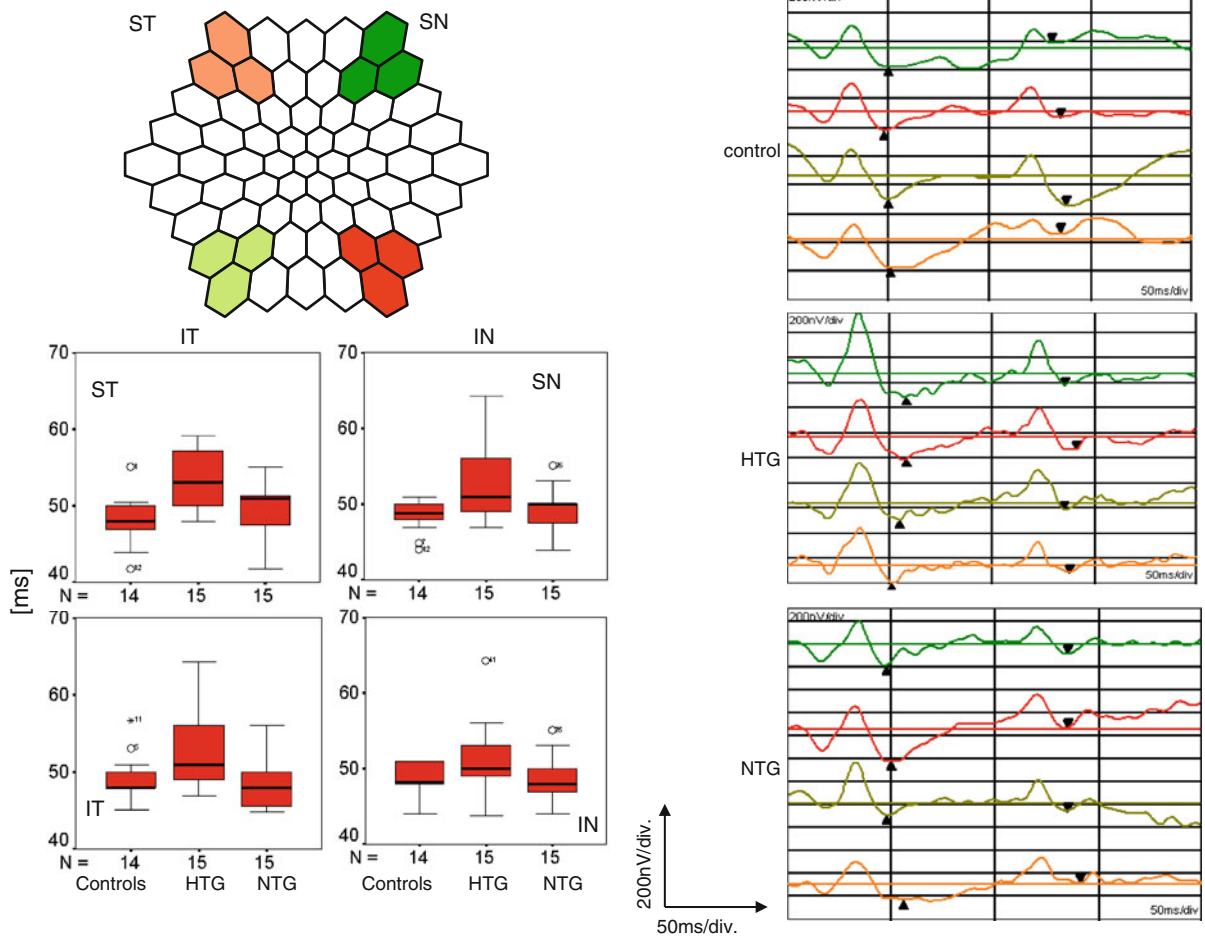 ST
SN
IT
IN
70
60
50
40
ST
N =
14
15
15
70
60
50
40
SN
N =
14
15
15
[ms]
70
60
50
40
IT
N =
14
15
15
Controls
HTG
NTG
70
60
50
40
IN
N =
14
15
15
Controls
HTG
NTG
control
50ms/div
HTG
200nV/div
50ms/div
NTG
200nV/div
50ms/div
200nV/div.
50ms/div.